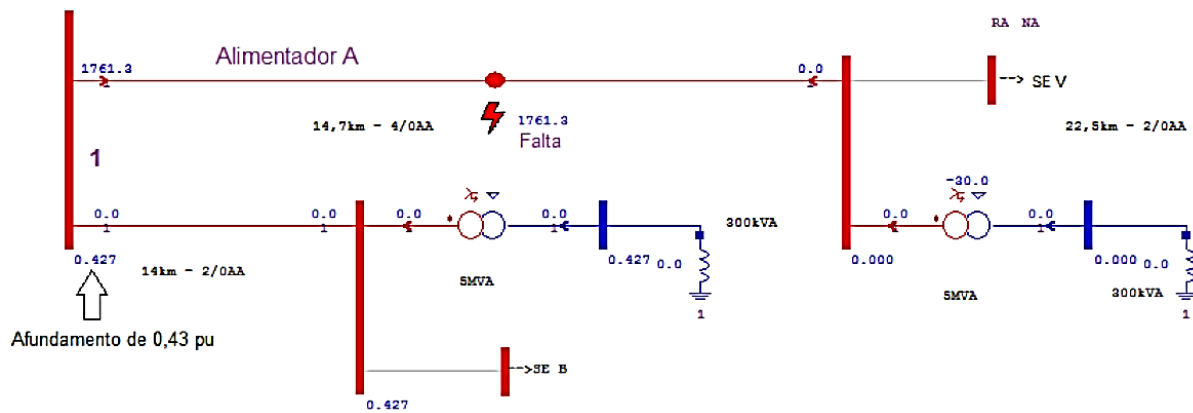 RA NA
Alimentador A
1761.3
1
0.0
1
SE V
14,7km - 4/0AA
1761.3
Falta
22,5km - 2/0AA
1
-30.0
0.0
1
0.0
1
0.0
1
0.0
1
300kVA
0.0
1
0.0
1
0.427
14km - 2/0AA
0.427
0.0
0.000
0.000
0.0
5MVA
5MVA
300kVA
1
1
Afundamento de 0,43 pu
SE B
0.427